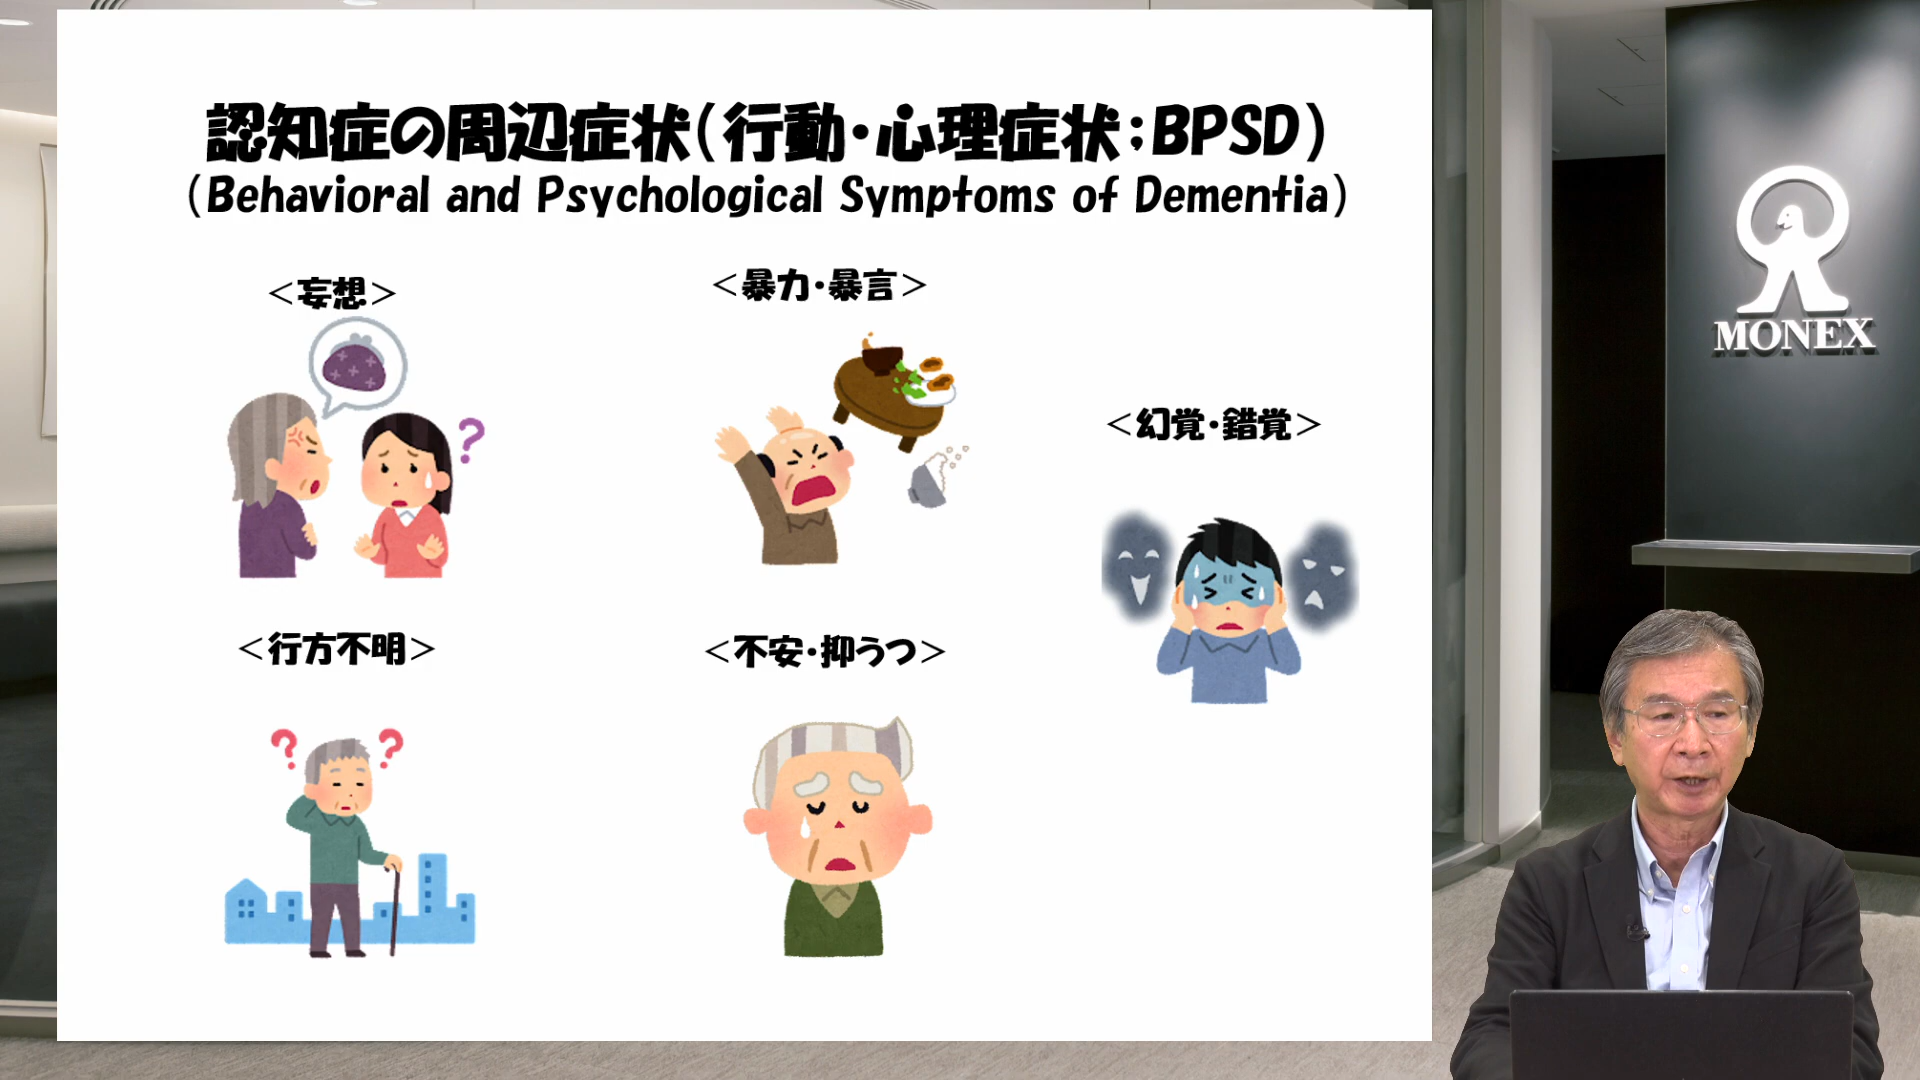 認知症の周辺症状(行動・心理症状;BPSD)
(Behavioral and Psychological Symptoms of Dementia)
<妄想>
<暴力・暴言>
<幻覚・錯覚>
<行方不明>
<不安・抑うつ>
MONEX